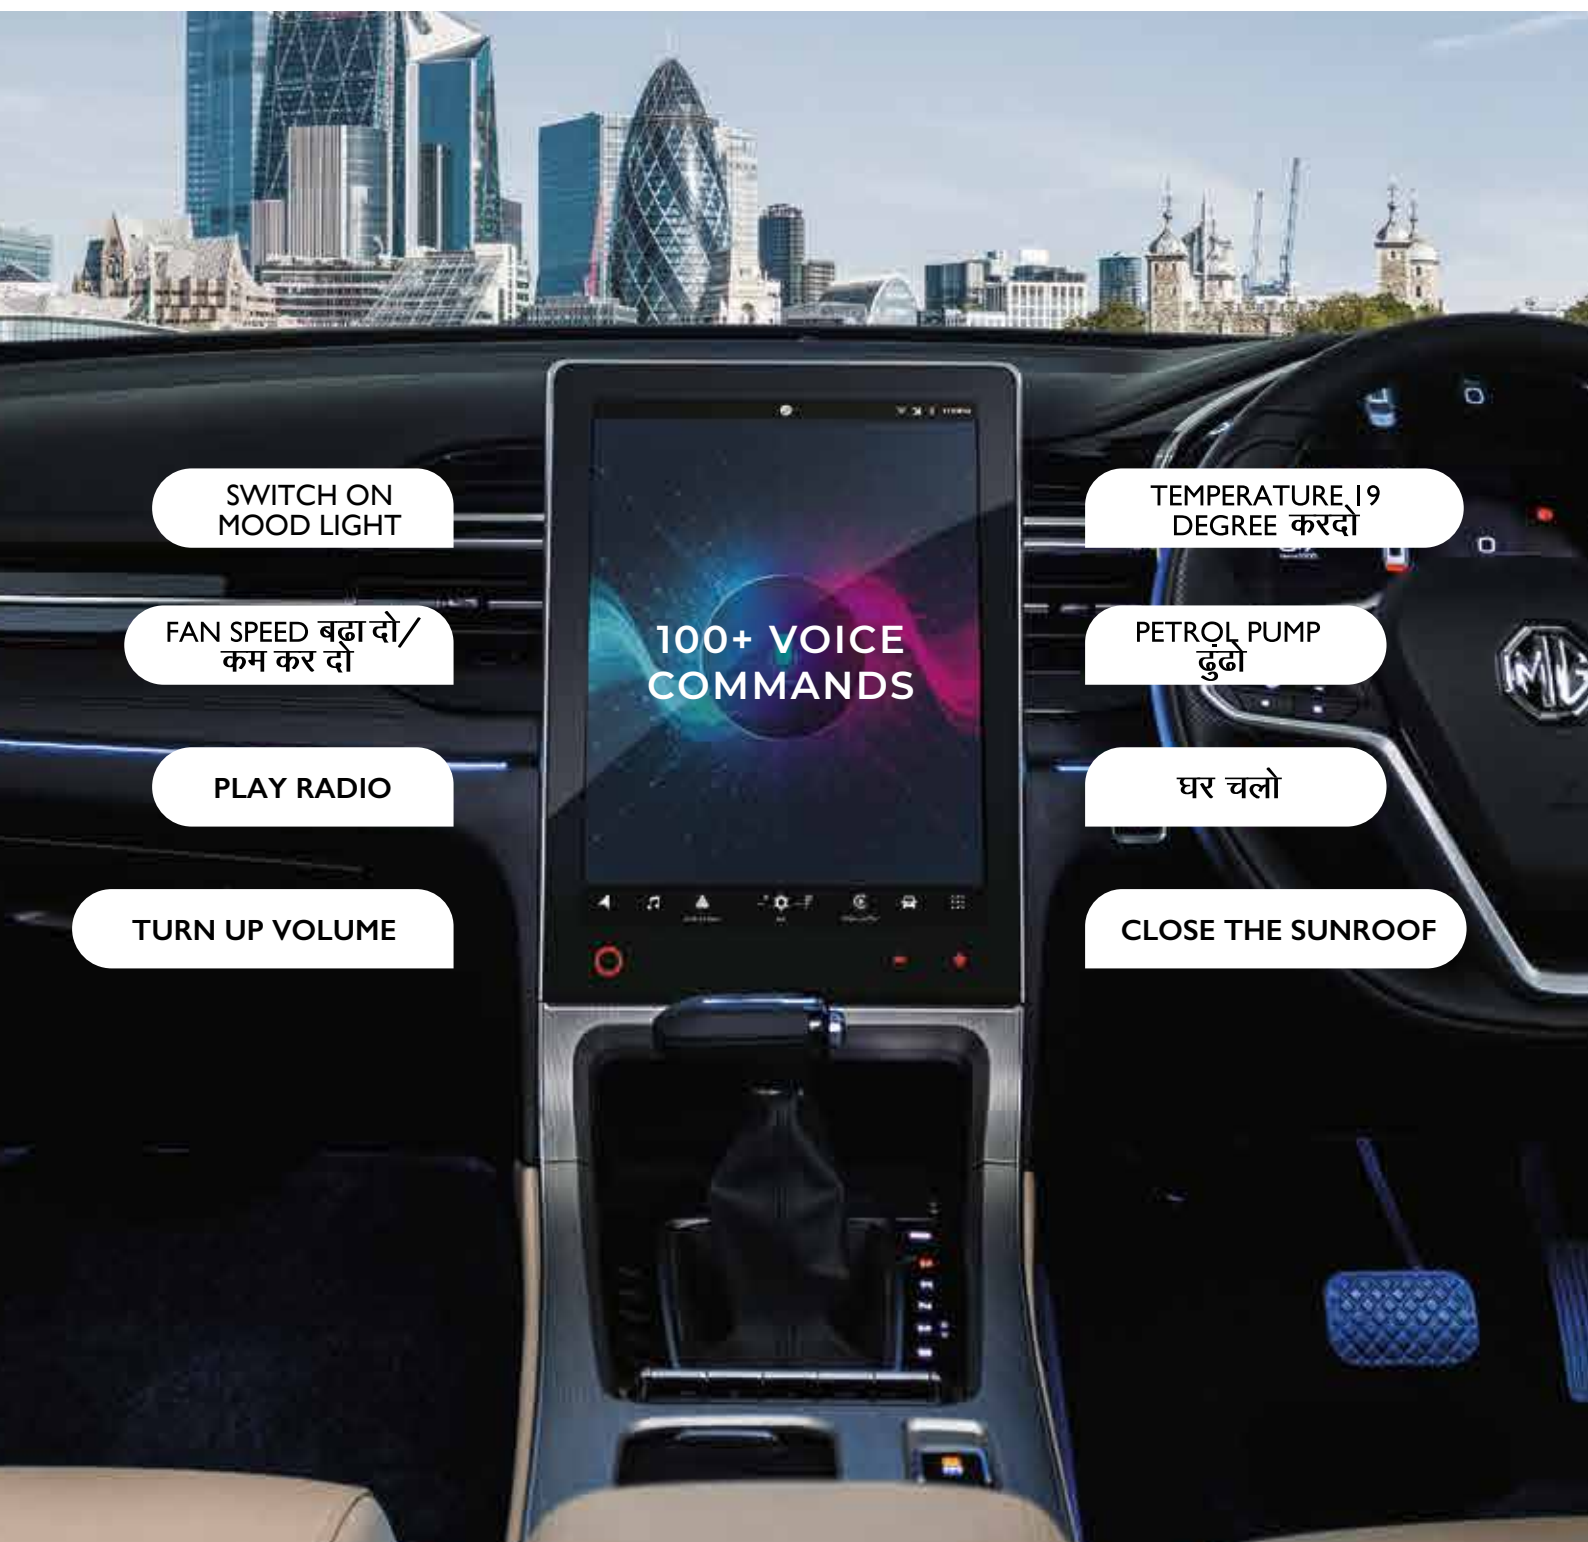 SWITCH ON
MOOD LIGHT
FAN SPEED बढ़ा दो/
कम कर दो
PLAY RADIO
TURN UP VOLUME
100+ VOICE
COMMANDS
TEMPERATURE 19
DEGREE करदो
PETROL PUMP
ढुंढो
घर चलो
CLOSE THE SUNROOF
MG